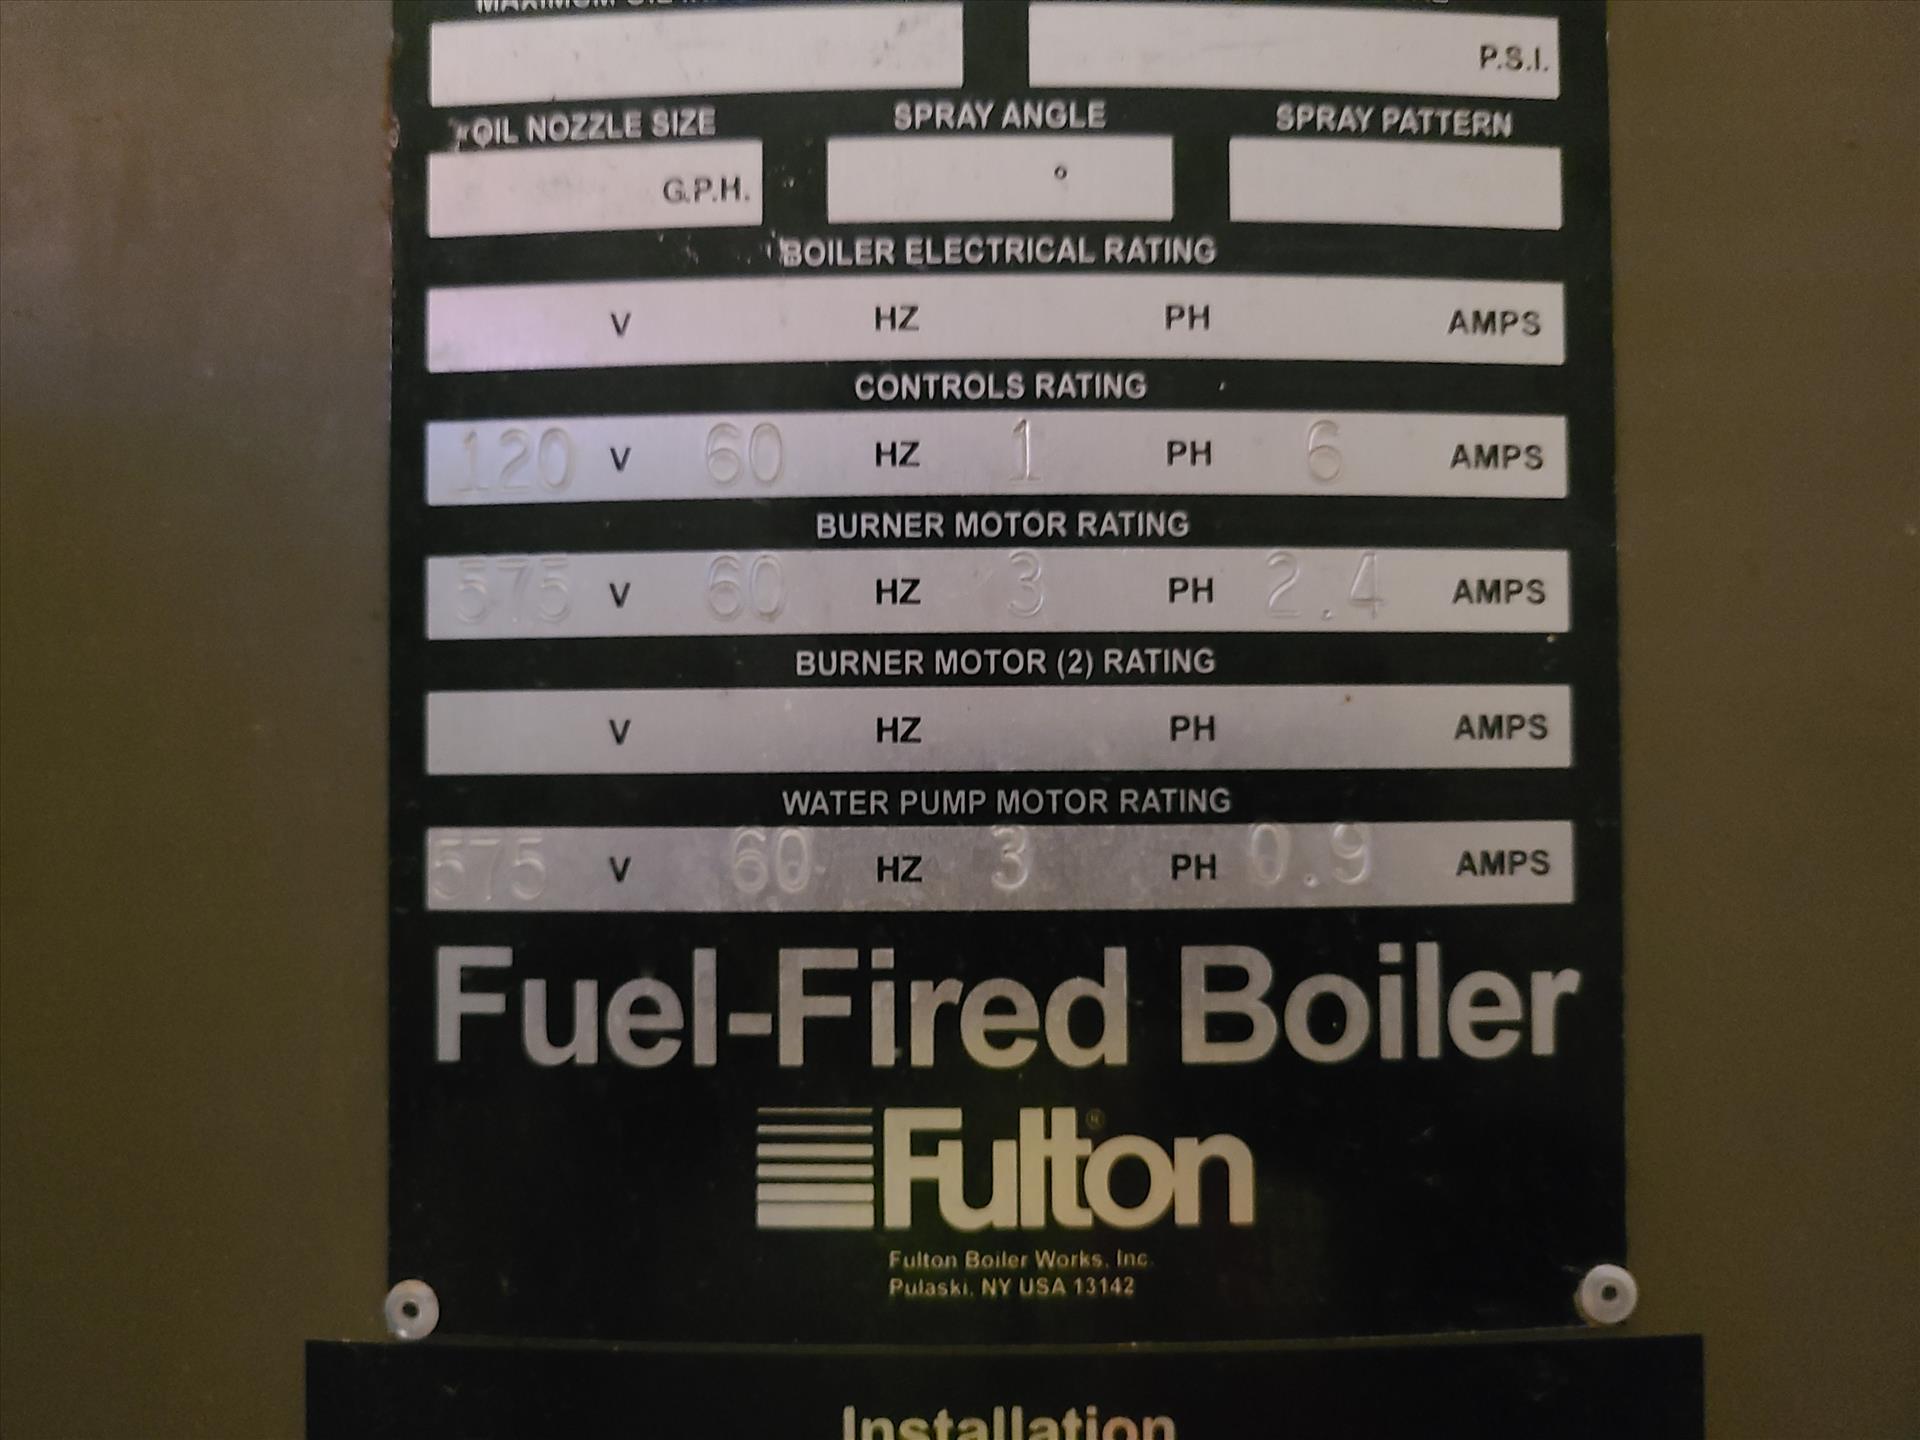 P.S.I.
OIL NOZZLE SIZE SPRAY ANGLE SPRAY PATTERN
G.P.H. °
BOILER ELECTRICAL RATING
V HZ PH AMPS
CONTROLS RATING
120 V 60 HZ 1 PH 6 AMPS
BURNER MOTOR RATING
575 V 60 HZ 3 PH 2.4 AMPS
BURNER MOTOR (2) RATING
V HZ PH AMPS
WATER PUMP MOTOR RATING
575 V 60 HZ 3 PH 0.9 AMPS
Fuel-Fired Boiler
Fulton®
Fulton Boiler Works, Inc.
Pulaski, NY USA 13142
Installation